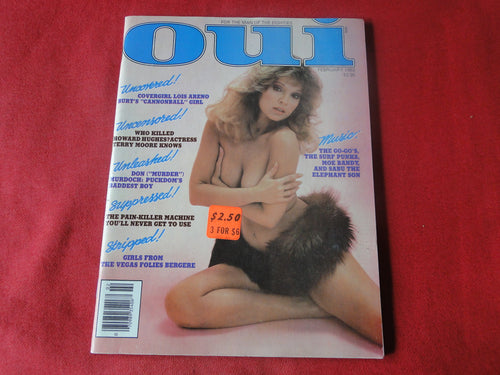 FOR THE MAN OF THE EIGHTIES
oui
FEBRUARY 1982
Uncovered!
COVERGIRL LOIS ARENO
BURT'S "CANNONBALL" GIRL
Uncensored!
WHO KILLED
HOWARD HUGHES? ACTRESS
TERRY MOORE KNOWS
Unleashed!
DON ("MURDER")
MURDOCH: PUCKDOM'S
BADDEST BOY
Suppressed!
THE PAIN-KILLER MACHINE
YOU'LL NEVER GET TO USE
Stripped!
GIRLS FROM
THE VEGAS FOLIES BERGERE
Music:
THE GO-GO'S,
THE SURF PUNKS,
MOE BANDY,
AND SABU THE
ELEPHANT SON
$2.50
3 FOR $6